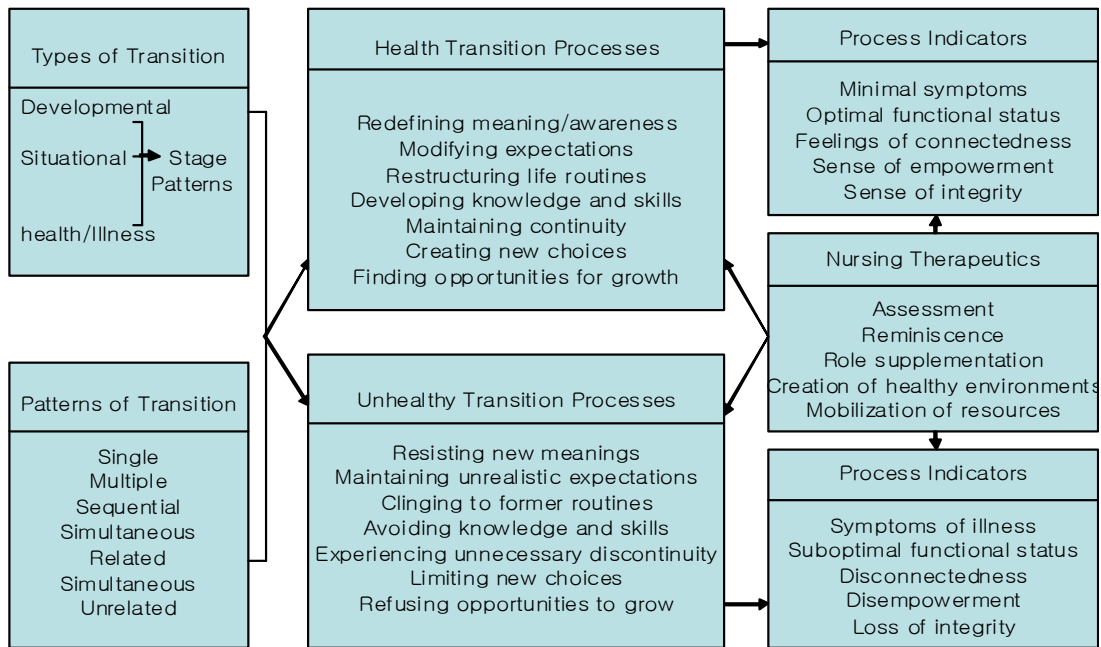 Types of Transition
Developmental
Situational
Stage
Patterns
health/Illness
Patterns of Transition
Single
Multiple
Sequential
Simultaneous
Related
Simultaneous
Unrelated
Health Transition Processes
Redefining meaning/awareness
Modifying expectations
Restructuring life routines
Developing knowledge and skills
Maintaining continuity
Creating new choices
Finding opportunities for growth
Unhealthy Transition Processes
Resisting new meanings
Maintaining unrealistic expectations
Clinging to former routines
Avoiding knowledge and skills
Experiencing unnecessary discontinuity
Limiting new choices
Refusing opportunities to grow
Process Indicators
Minimal symptoms
Optimal functional status
Feelings of connectedness
Sense of empowerment
Sense of integrity
Nursing Therapeutics
Assessment
Reminiscence
Role supplementation
Creation of healthy environments
Mobilization of resources
Process Indicators
Symptoms of illness
Suboptimal functional status
Disconnectedness
Disempowerment
Loss of integrity